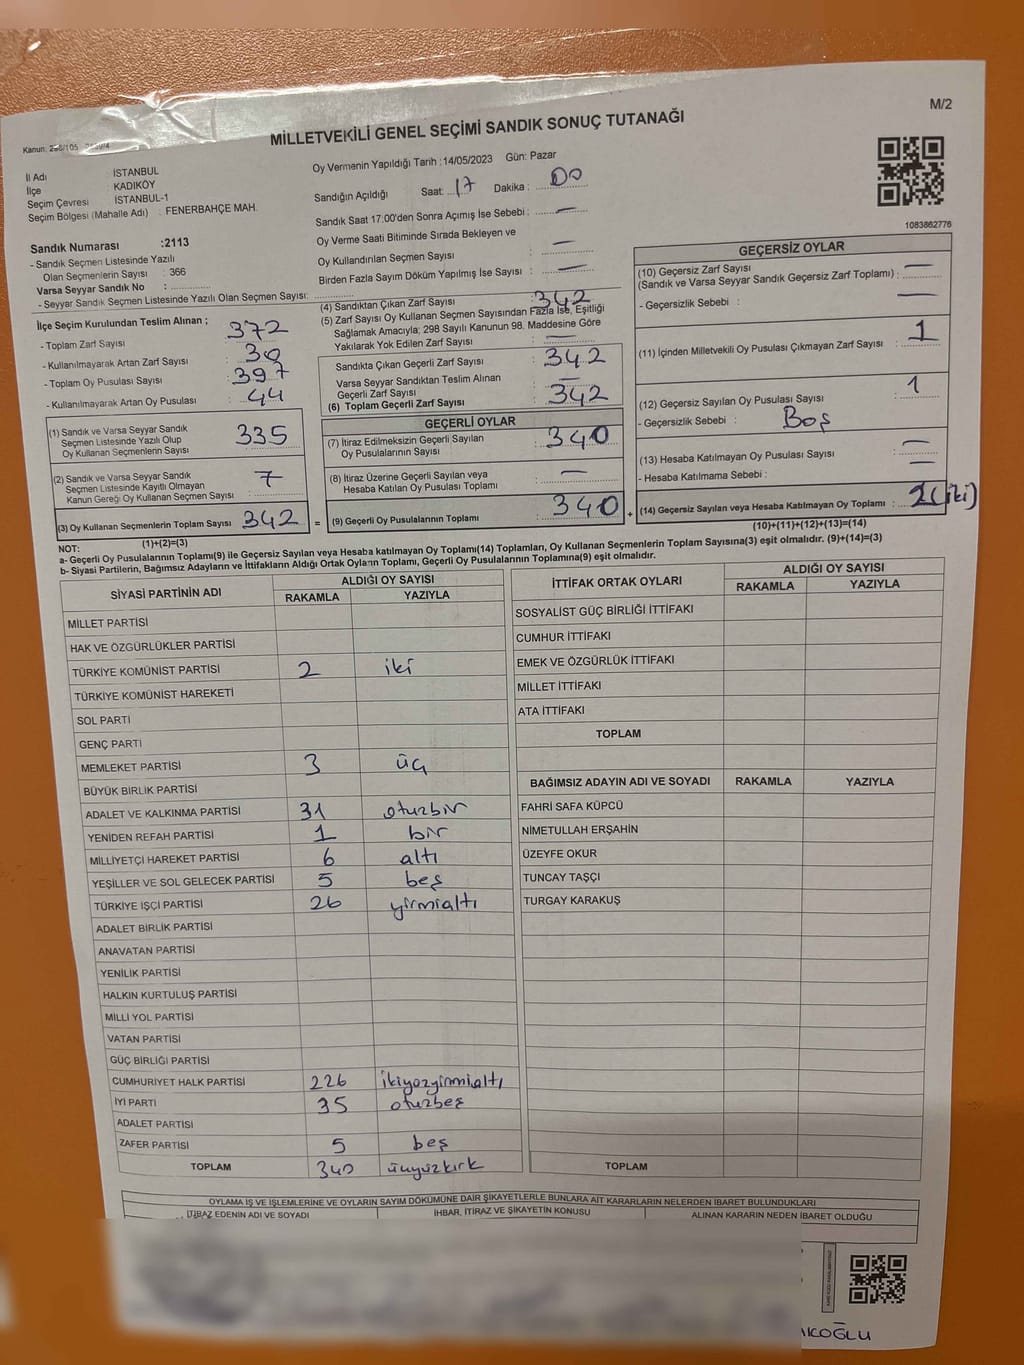 M/2
MİLLETVEKİLİ GENEL SEÇİMİ SANDIK SONUÇ TUTANAĞI
Kanun:
İl Adı : İSTANBUL
İlçe : KADIKÖY
Seçim Çevresi : İSTANBUL-1
Seçim Bölgesi (Mahalle Adı) : FENERBAHÇE MAH.
Sandık Numarası :2113
- Sandık Seçmen Listesinde Yazılı
Olan Seçmenlerin Sayısı : 366
Varsa Seyyar Sandık No :
- Seyyar Sandık Seçmen Listesinde Yazılı Olan Seçmen Sayısı:
Oy Vermenin Yapıldığı Tarih :14/05/2023 Gün: Pazar
Sandığın Açıldığı Saat: 17 Dakika : 00
Sandık Saat 17:00'den Sonra Açımış İse Sebebi : —
Oy Verme Saati Bitiminde Sırada Bekleyen ve
Oy Kullandırılan Seçmen Sayısı : —
Birden Fazla Sayım Döküm Yapılmış İse Sayısı : —
1083862776
İlçe Seçim Kurulundan Teslim Alınan ;
- Toplam Zarf Sayısı : 372
- Kullanılmayarak Artan Zarf Sayısı : 30
- Toplam Oy Pusulası Sayısı : 397
- Kullanılmayarak Artan Oy Pusulası : 44
(1) Sandık ve Varsa Seyyar Sandık
Seçmen Listesinde Yazılı Olup
Oy Kullanan Seçmenlerin Sayısı : 335
(2) Sandık ve Varsa Seyyar Sandık
Seçmen Listesinde Kayıtlı Olmayan
Kanun Gereği Oy Kullanan Seçmen Sayısı : 7
(3) Oy Kullanan Seçmenlerin Toplam Sayısı : 342
(1)+(2)=(3)
(4) Sandıktan Çıkan Zarf Sayısı : 342
(5) Zarf Sayısı Oy Kullanan Seçmen Sayısından Fazla İse, Eşitliği
Sağlamak Amacıyla; 298 Sayılı Kanunun 98. Maddesine Göre
Yakılarak Yok Edilen Zarf Sayısı : —
Sandıkta Çıkan Geçerli Zarf Sayısı : 342
Varsa Seyyar Sandıktan Teslim Alınan
Geçerli Zarf Sayısı : —
(6) Toplam Geçerli Zarf Sayısı : 342
GEÇERLİ OYLAR
(7) İtiraz Edilmeksizin Geçerli Sayılan
Oy Pusulalarının Sayısı : 340
(8) İtiraz Üzerine Geçerli Sayılan veya
Hesaba Katılan Oy Pusulası Toplamı : —
= (9) Geçerli Oy Pusulalarının Toplamı : 340
GEÇERSİZ OYLAR
(10) Geçersiz Zarf Sayısı
(Sandık ve Varsa Seyyar Sandık Geçersiz Zarf Toplamı) : —
- Geçersizlik Sebebi : —
(11) İçinden Milletvekili Oy Pusulası Çıkmayan Zarf Sayısı : 1
(12) Geçersiz Sayılan Oy Pusulası Sayısı : 1
- Geçersizlik Sebebi : Boş
(13) Hesaba Katılmayan Oy Pusulası Sayısı : —
- Hesaba Katılmama Sebebi : —
+ (14) Geçersiz Sayılan veya Hesaba Katılmayan Oy Toplamı : 2 (iki)
(10)+(11)+(12)+(13)=(14)
NOT:
a- Geçerli Oy Pusulalarının Toplamı(9) ile Geçersiz Sayılan veya Hesaba katılmayan Oy Toplamı(14) Toplamları, Oy Kullanan Seçmenlerin Toplam Sayısına(3) eşit olmalıdır. (9)+(14)=(3)
b- Siyasi Partilerin, Bağımsız Adayların ve İttifakların Aldığı Ortak Oyların Toplamı, Geçerli Oy Pusulalarının Toplamına(9) eşit olmalıdır.
SİYASİ PARTİNİN ADI ALDIĞI OY SAYISI
RAKAMLA YAZIYLA
MİLLET PARTİSİ
HAK VE ÖZGÜRLÜKLER PARTİSİ
TÜRKİYE KOMÜNİST PARTİSİ 2 iki
TÜRKİYE KOMÜNİST HAREKETİ
SOL PARTİ
GENÇ PARTİ
MEMLEKET PARTİSİ 3 üç
BÜYÜK BİRLİK PARTİSİ
ADALET VE KALKINMA PARTİSİ 31 otuzbir
YENİDEN REFAH PARTİSİ 1 bir
MİLLİYETÇİ HAREKET PARTİSİ 6 altı
YEŞİLLER VE SOL GELECEK PARTİSİ 5 beş
TÜRKİYE İŞÇİ PARTİSİ 26 yirmialtı
ADALET BİRLİK PARTİSİ
ANAVATAN PARTİSİ
YENİLİK PARTİSİ
HALKIN KURTULUŞ PARTİSİ
MİLLİ YOL PARTİSİ
VATAN PARTİSİ
GÜÇ BİRLİĞİ PARTİSİ
CUMHURİYET HALK PARTİSİ 226 ikiyüzyirmialtı
İYİ PARTİ 35 otuzbeş
ADALET PARTİSİ
ZAFER PARTİSİ 5 beş
TOPLAM 340 üçyüzkırk
İTTİFAK ORTAK OYLARI ALDIĞI OY SAYISI
RAKAMLA YAZIYLA
SOSYALİST GÜÇ BİRLİĞİ İTTİFAKI
CUMHUR İTTİFAKI
EMEK VE ÖZGÜRLÜK İTTİFAKI
MİLLET İTTİFAKI
ATA İTTİFAKI
TOPLAM
BAĞIMSIZ ADAYIN ADI VE SOYADI RAKAMLA YAZIYLA
FAHRİ SAFA KÜPCÜ
NİMETULLAH ERŞAHİN
ÜZEYFE OKUR
TUNCAY TAŞÇI
TURGAY KARAKUŞ
TOPLAM
OYLAMA İŞ VE İŞLEMLERİNE VE OYLARIN SAYIM DÖKÜMÜNE DAİR ŞİKAYETLERLE BUNLARA AİT KARARLARIN NELERDEN İBARET BULUNDUKLARI
İTİRAZ EDENİN ADI VE SOYADI İHBAR, İTİRAZ VE ŞİKAYETİN KONUSU ALINAN KARARIN NEDEN İBARET OLDUĞU